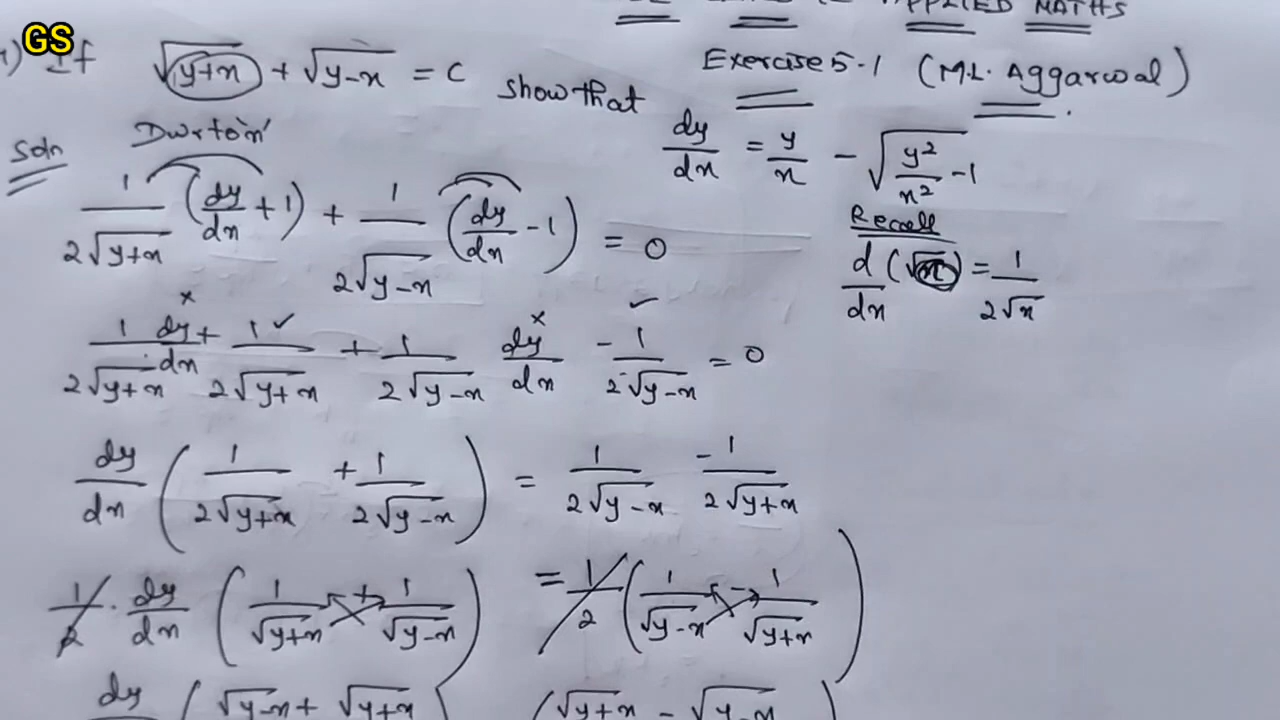 APPLIED MATHS
GS
If √(y+x) + √(y-x) = c show that
Exercise 5.1 (M.L. Aggarwal)
dy/dx = y/x - √(y²/x² - 1)
Soln D w.r.to 'x'
1/(2√(y+x)) (dy/dx + 1) + 1/(2√(y-x)) (dy/dx - 1) = 0
Recall
d/dx (√x) = 1/(2√x)
1/(2√(y+x)) dy/dx + 1/(2√(y+x)) + 1/(2√(y-x)) dy/dx - 1/(2√(y-x)) = 0
dy/dx (1/(2√(y+x)) + 1/(2√(y-x))) = 1/(2√(y-x)) - 1/(2√(y+x))
1/2 · dy/dx (1/√(y+x) + 1/√(y-x)) = 1/2 (1/√(y-x) - 1/√(y+x))
dy ( √(y-x) + √(y+x) (√(y+x) - √(y-x) )